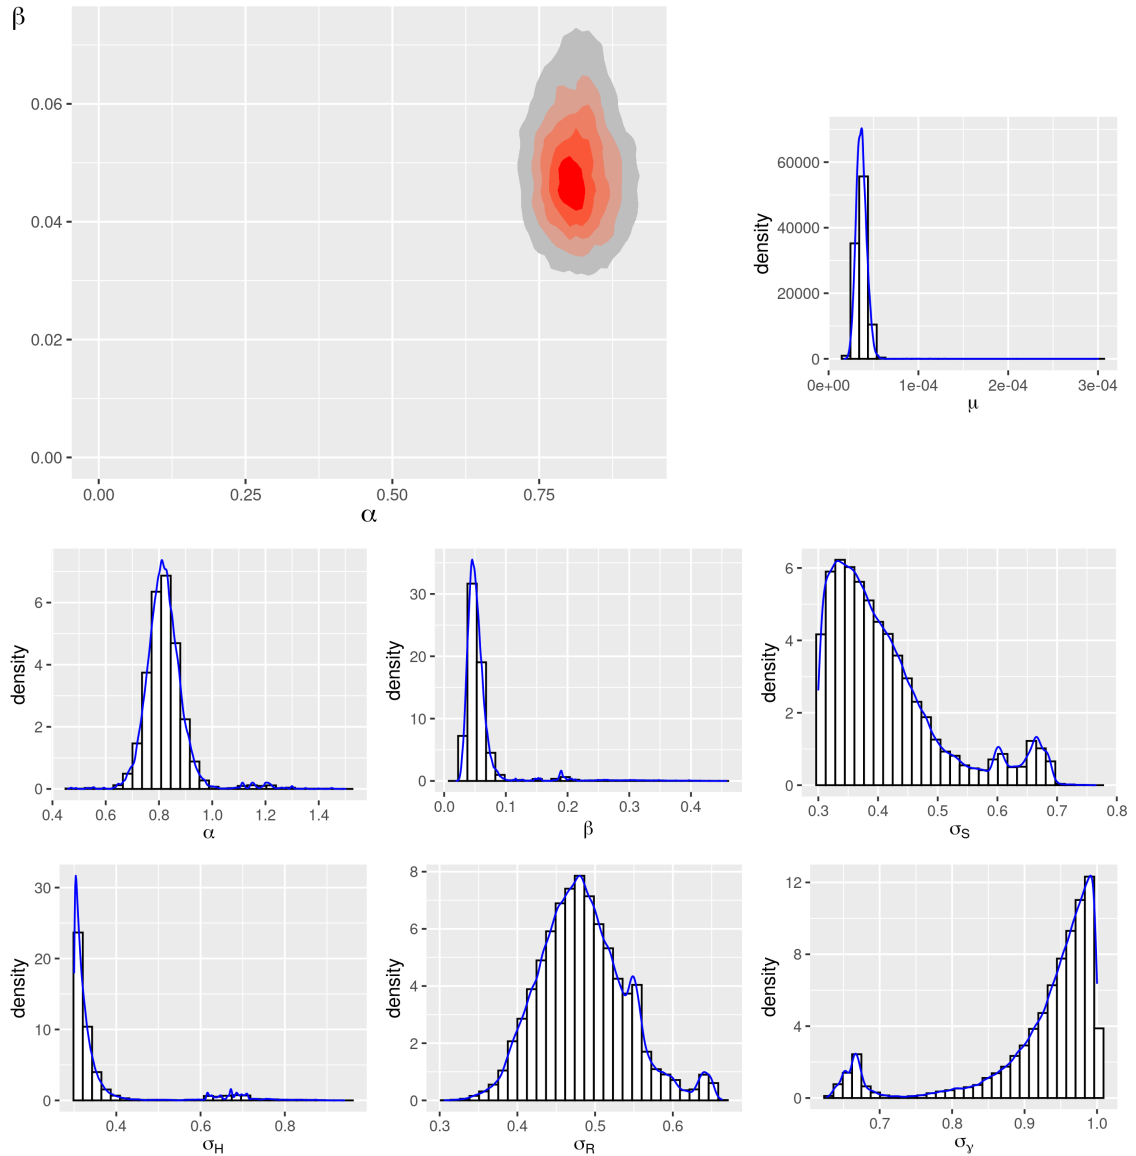 β
0.06
0.04
0.02
0.00
0.00 0.25 0.50 0.75
α
density
60000
40000
20000
0
0e+00 1e-04 2e-04 3e-04
μ
density
6
4
2
0
0.4 0.6 0.8 1.0 1.2 1.4
α
density
30
20
10
0
0.0 0.1 0.2 0.3 0.4
β
density
6
4
2
0
0.3 0.4 0.5 0.6 0.7 0.8
σS
density
30
20
10
0
0.4 0.6 0.8
σH
density
8
6
4
2
0
0.3 0.4 0.5 0.6
σR
density
12
8
4
0
0.7 0.8 0.9 1.0
σγ